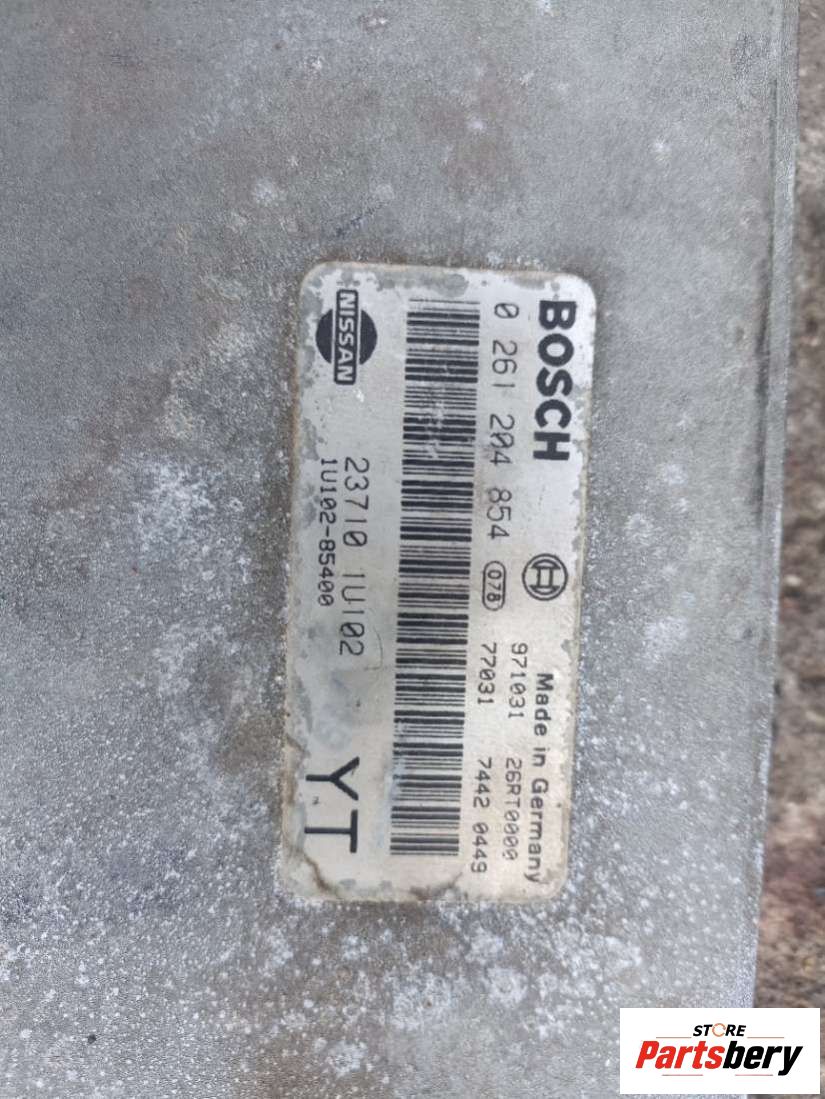 BOSCH
Made in Germany
0 261 204 854 078 971031 26RT0000
77031 7442 0449
NISSAN
23710 1U102
1U102-85400
YT
STORE
Partsbery